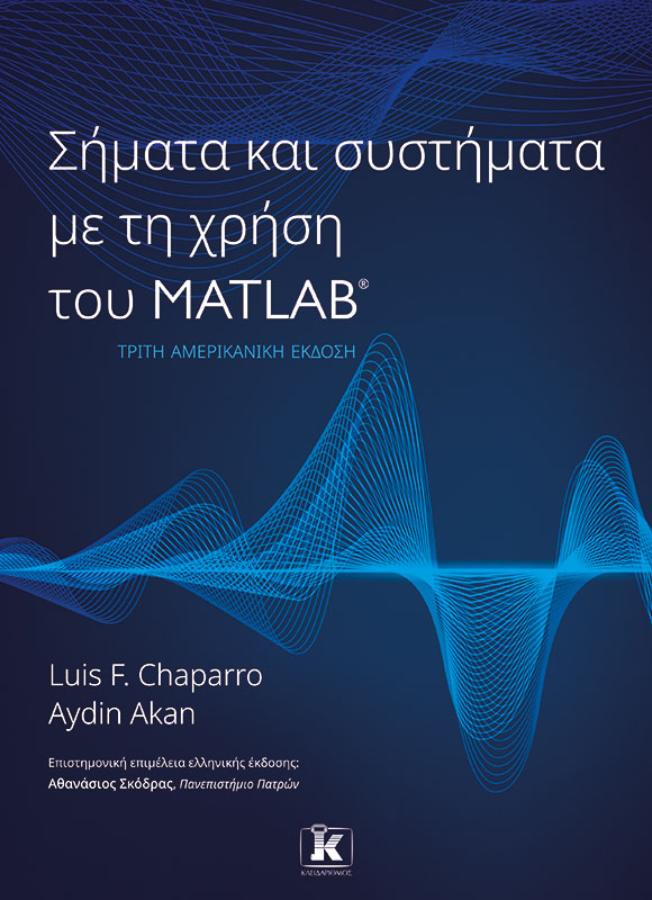 Σήματα και συστήματα
με τη χρήση
του MATLAB®
ΤΡΙΤΗ ΑΜΕΡΙΚΑΝΙΚΗ ΕΚΔΟΣΗ
Luis F. Chaparro
Aydin Akan
Επιστημονική επιμέλεια ελληνικής έκδοσης:
Αθανάσιος Σκόδρας, Πανεπιστήμιο Πατρών
K
ΚΛΕΙΔΑΡΙΘΜΟΣ